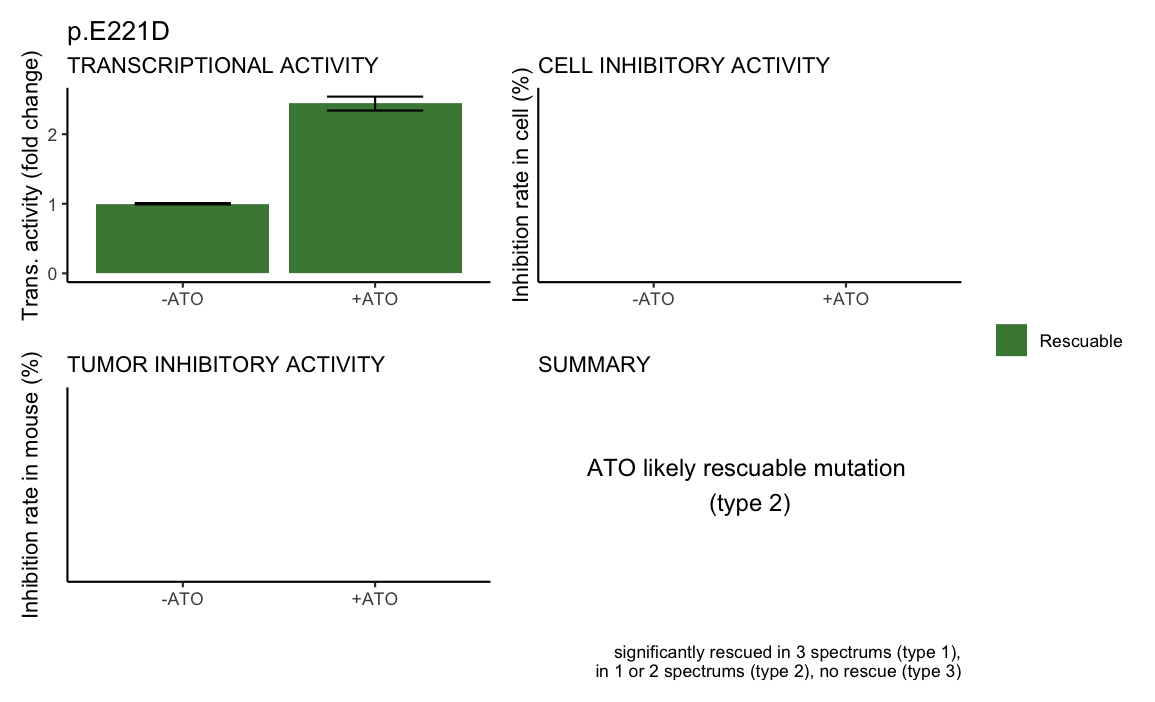 p.E221D
TRANSCRIPTIONAL ACTIVITY
Trans. activity (fold change)
2
1
0
-ATO
+ATO
CELL INHIBITORY ACTIVITY
Inhibition rate in cell (%)
-ATO
+ATO
Rescuable
TUMOR INHIBITORY ACTIVITY
Inhibition rate in mouse (%)
-ATO
+ATO
SUMMARY
ATO likely rescuable mutation
(type 2)
significantly rescued in 3 spectrums (type 1),
in 1 or 2 spectrums (type 2), no rescue (type 3)